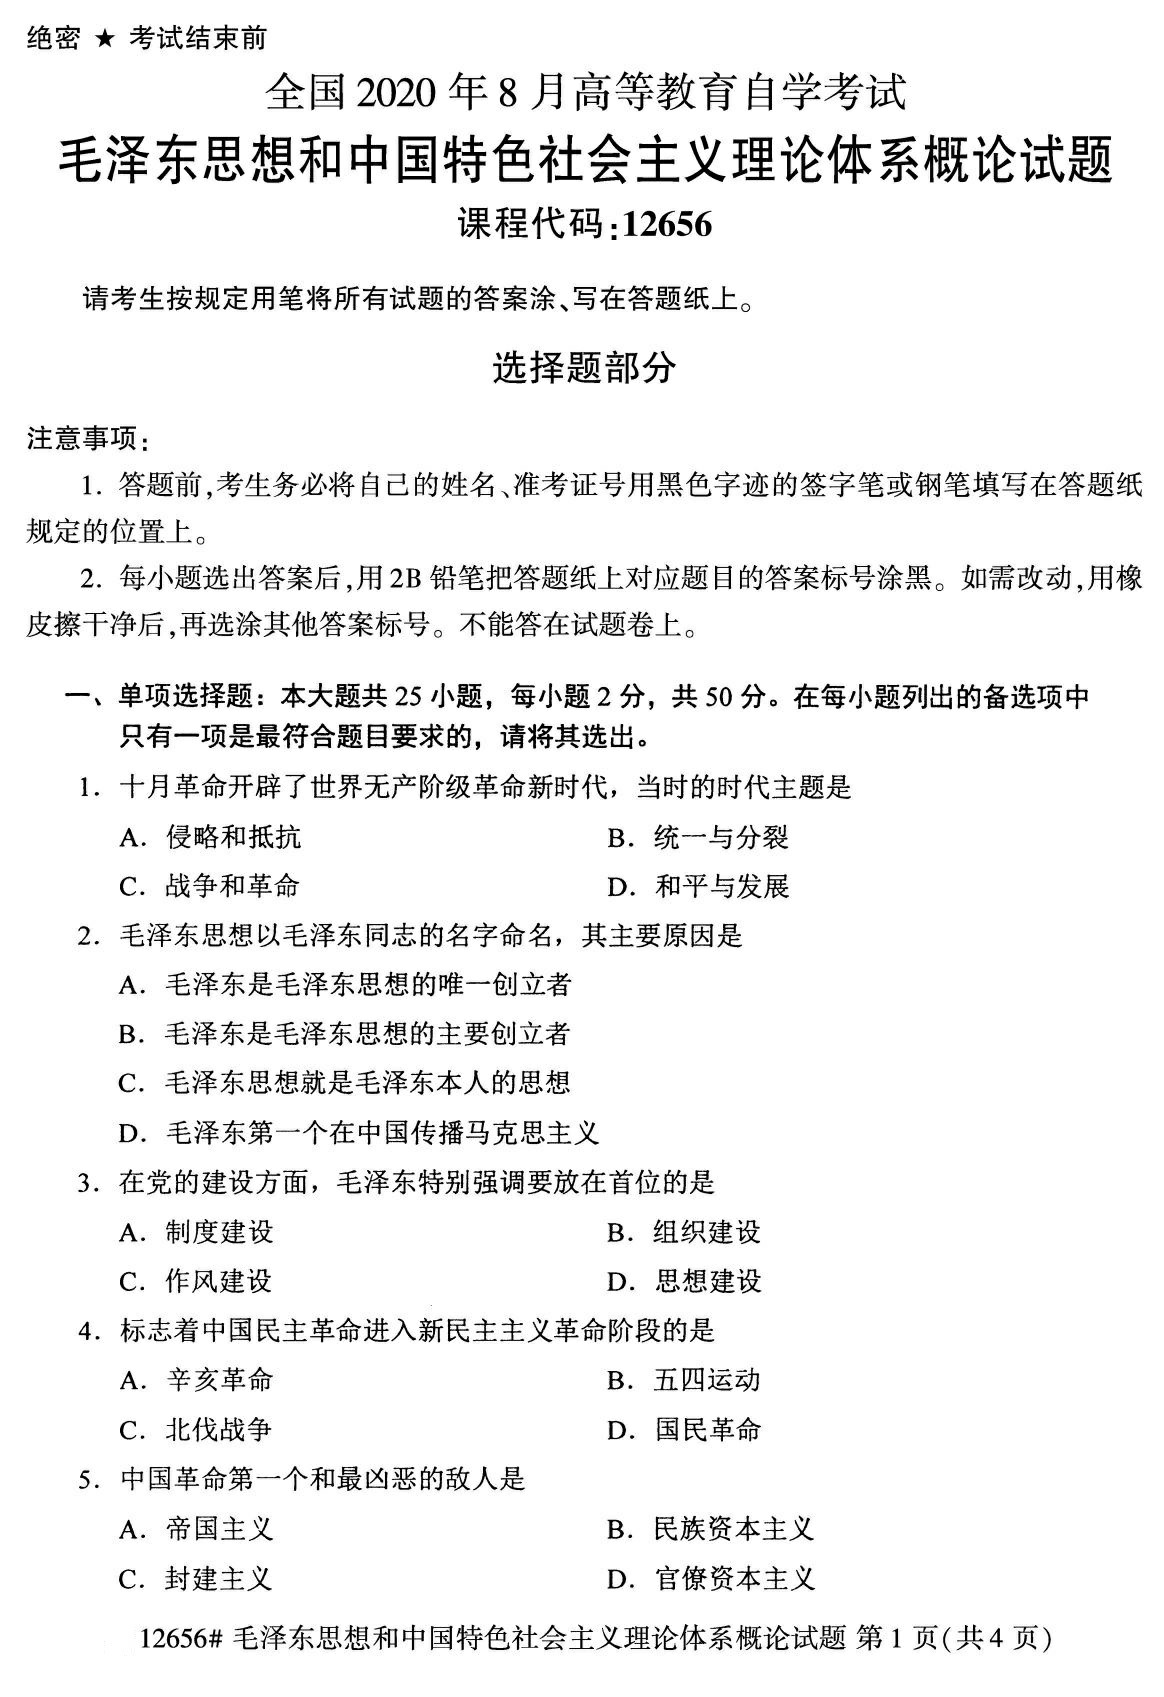 绝密 ★ 考试结束前
全国 2020 年 8 月高等教育自学考试
毛泽东思想和中国特色社会主义理论体系概论试题
课程代码:12656
请考生按规定用笔将所有试题的答案涂、写在答题纸上。
选择题部分
注意事项:
1. 答题前,考生务必将自己的姓名、准考证号用黑色字迹的签字笔或钢笔填写在答题纸
规定的位置上。
2. 每小题选出答案后,用 2B 铅笔把答题纸上对应题目的答案标号涂黑。如需改动,用橡
皮擦干净后,再选涂其他答案标号。不能答在试题卷上。
一、单项选择题：本大题共 25 小题，每小题 2 分，共 50 分。在每小题列出的备选项中
只有一项是最符合题目要求的，请将其选出。
1. 十月革命开辟了世界无产阶级革命新时代，当时的时代主题是
A. 侵略和抵抗 B. 统一与分裂
C. 战争和革命 D. 和平与发展
2. 毛泽东思想以毛泽东同志的名字命名，其主要原因是
A. 毛泽东是毛泽东思想的唯一创立者
B. 毛泽东是毛泽东思想的主要创立者
C. 毛泽东思想就是毛泽东本人的思想
D. 毛泽东第一个在中国传播马克思主义
3. 在党的建设方面，毛泽东特别强调要放在首位的是
A. 制度建设 B. 组织建设
C. 作风建设 D. 思想建设
4. 标志着中国民主革命进入新民主主义革命阶段的是
A. 辛亥革命 B. 五四运动
C. 北伐战争 D. 国民革命
5. 中国革命第一个和最凶恶的敌人是
A. 帝国主义 B. 民族资本主义
C. 封建主义 D. 官僚资本主义
12656# 毛泽东思想和中国特色社会主义理论体系概论试题 第 1 页(共 4 页)